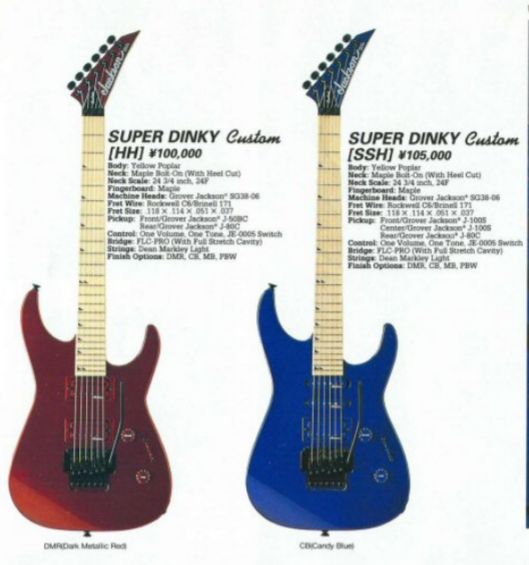 Jackson
SUPER DINKY Custom
[HH] ¥100,000
Body: Yellow Poplar
Neck: Maple Bolt-On (With Heel Cut)
Neck Scale: 24 3/4 inch, 24F
Fingerboard: Maple
Machine Heads: Grover Jackson® SG38-06
Fret Wire: Rockwell C6/Brinell 171
Fret Size: .118 × .114 × .051 × .037
Pickup: Front/Grover Jackson® J-50BC
Rear/Grover Jackson® J-80C
Control: One Volume, One Tone, JE-0005 Switch
Bridge: FLC-PRO (With Full Stretch Cavity)
Strings: Dean Markley Light
Finish Options: DMR, CB, MB, PBW
DMR(Dark Metallic Red)
Jackson
SUPER DINKY Custom
[SSH] ¥105,000
Body: Yellow Poplar
Neck: Maple Bolt-On (With Heel Cut)
Neck Scale: 24 3/4 inch, 24F
Fingerboard: Maple
Machine Heads: Grover Jackson® SG38-06
Fret Wire: Rockwell C6/Brinell 171
Fret Size: .118 × .114 × .051 × .037
Pickup: Front/Grover Jackson® J-100S
Center/Grover Jackson® J-100S
Rear/Grover Jackson® J-80C
Control: One Volume, One Tone, JE-0005 Switch
Bridge: FLC-PRO (With Full Stretch Cavity)
Strings: Dean Markley Light
Finish Options: DMR, CB, MB, PBW
CB(Candy Blue)